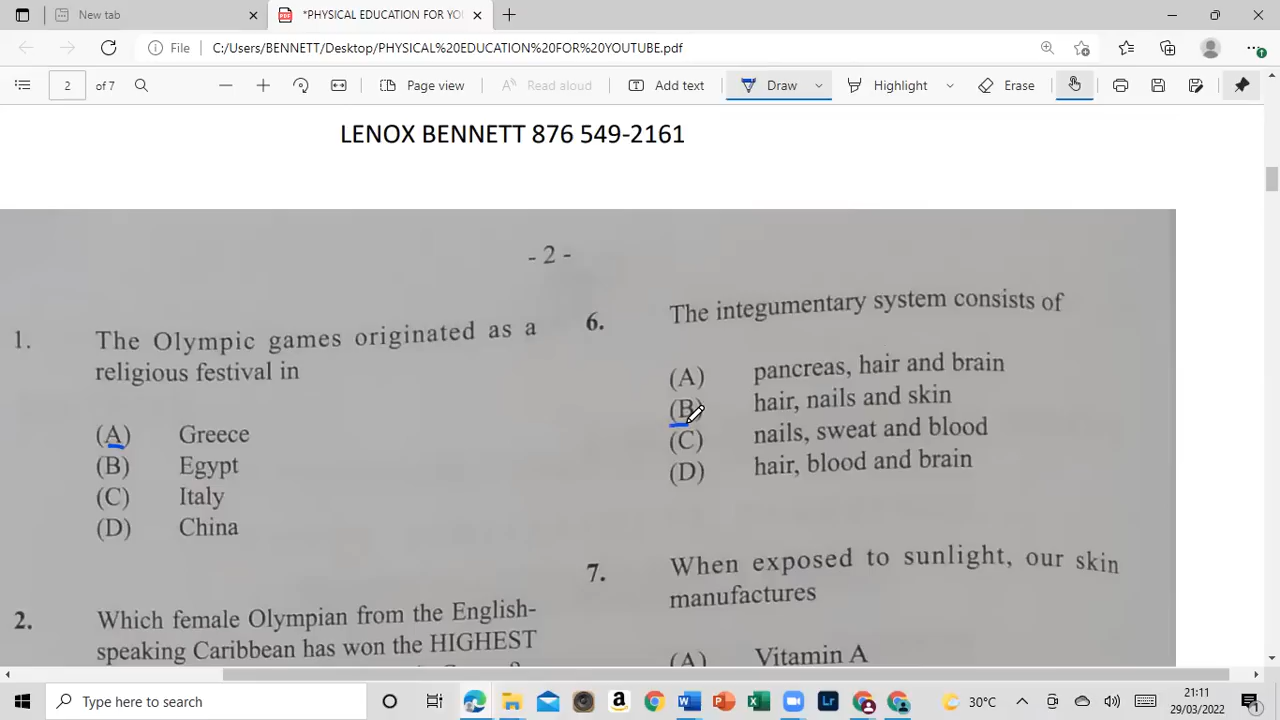 New tab
*PHYSICAL EDUCATION FOR YOU
File
C:/Users/BENNETT/Desktop/PHYSICAL%20EDUCATION%20FOR%20YOUTUBE.pdf
2 of 7
Page view
Read aloud
Add text
Draw
Highlight
Erase
LENOX BENNETT 876 549-2161
- 2 -
1. The Olympic games originated as a
religious festival in
(A) Greece
(B) Egypt
(C) Italy
(D) China
2. Which female Olympian from the English-
speaking Caribbean has won the HIGHEST
6. The integumentary system consists of
(A) pancreas, hair and brain
(B) hair, nails and skin
(C) nails, sweat and blood
(D) hair, blood and brain
7. When exposed to sunlight, our skin
manufactures
(A) Vitamin A
Type here to search
30°C
21:11
29/03/2022